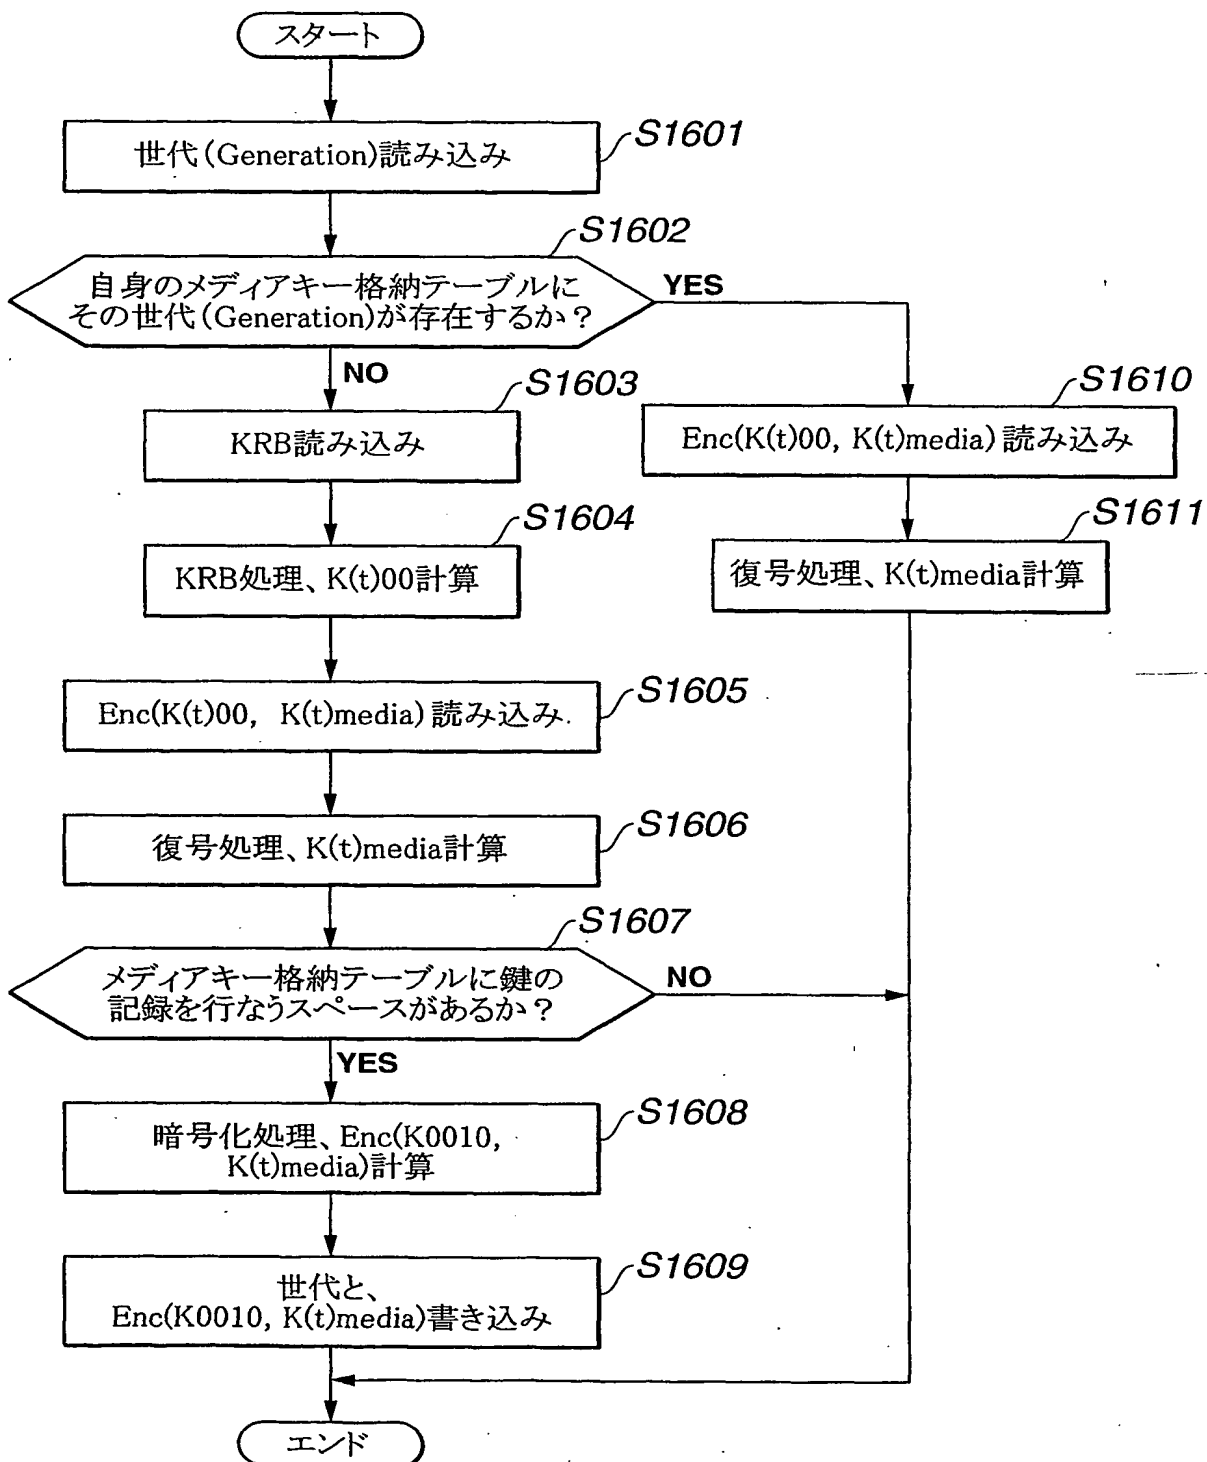 スタート
世代(Generation)読み込み
S1601
S1602
自身のメディアキー格納テーブルに
その世代(Generation)が存在するか？
YES
NO
S1603
KRB読み込み
S1610
Enc(K(t)00, K(t)media) 読み込み
S1604
KRB処理、K(t)00計算
S1611
復号処理、K(t)media計算
S1605
Enc(K(t)00, K(t)media) 読み込み
S1606
復号処理、K(t)media計算
S1607
メディアキー格納テーブルに鍵の
記録を行なうスペースがあるか？
NO
YES
S1608
暗号化処理、Enc(K0010,
K(t)media)計算
S1609
世代と、
Enc(K0010, K(t)media)書き込み
エンド